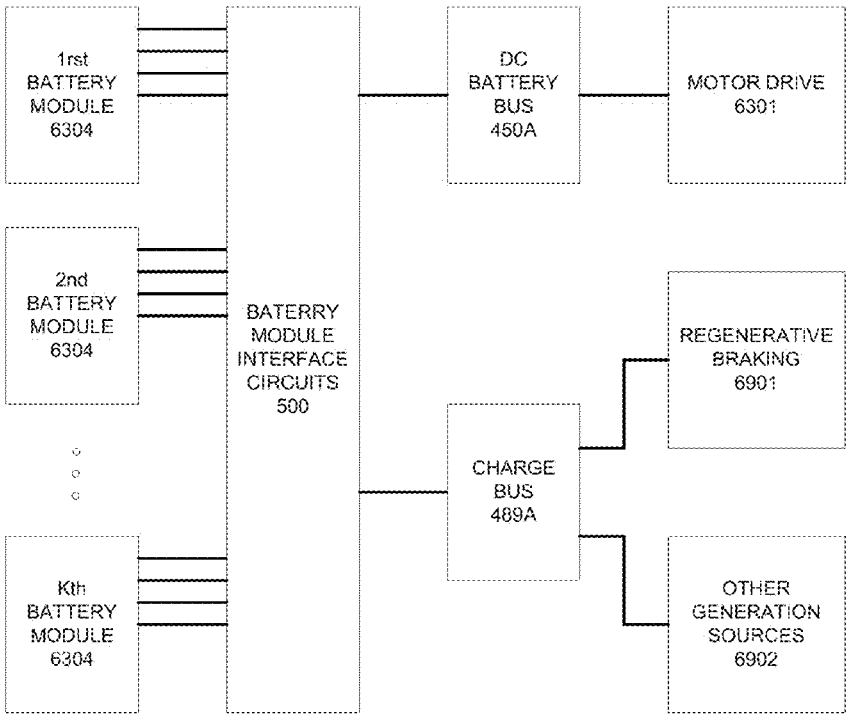 1rst
BATTERY
MODULE
6304
2nd
BATTERY
MODULE
6304
Kth
BATTERY
MODULE
6304
BATERRY
MODULE
INTERFACE
CIRCUITS
500
DC
BATTERY
BUS
450A
MOTOR DRIVE
6301
CHARGE
BUS
489A
REGENERATIVE
BRAKING
6901
OTHER
GENERATION
SOURCES
6902